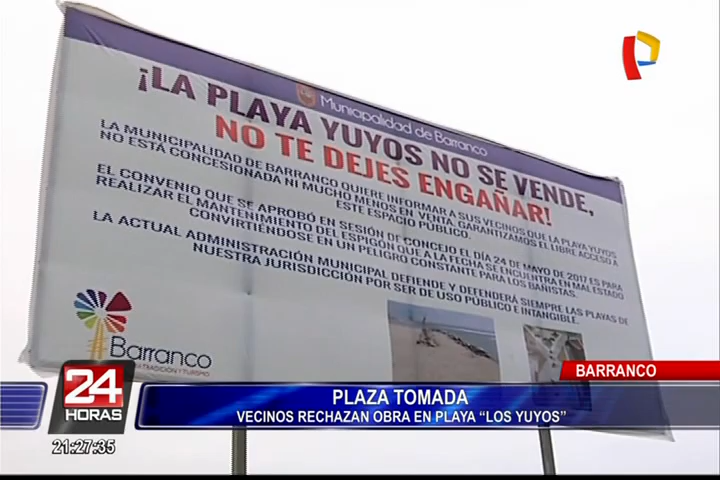 Municipalidad de Barranco
¡LA PLAYA YUYOS NO SE VENDE,
NO TE DEJES ENGAÑAR!
LA MUNICIPALIDAD DE BARRANCO QUIERE INFORMAR A SUS VECINOS QUE LA PLAYA YUYOS
NO ESTÁ CONCESIONADA NI MUCHO MENOS EN VENTA, GARANTIZAMOS EL LIBRE ACCESO A
ESTE ESPACIO PÚBLICO.
EL CONVENIO QUE SE APROBÓ EN SESIÓN DE CONCEJO EL DÍA 24 DE MAYO DE 2017 ES PARA
REALIZAR EL MANTENIMIENTO DEL ESPIGÓN QUE A LA FECHA SE ENCUENTRA EN MAL ESTADO
CONVIRTIÉNDOSE EN UN PELIGRO CONSTANTE PARA LOS BAÑISTAS.
LA ACTUAL ADMINISTRACIÓN MUNICIPAL DEFIENDE Y DEFENDERÁ SIEMPRE LAS PLAYAS DE
NUESTRA JURISDICCIÓN POR SER DE USO PÚBLICO E INTANGIBLE.
Barranco
TRADICIÓN Y TURISMO
BARRANCO
24
HORAS
PLAZA TOMADA
VECINOS RECHAZAN OBRA EN PLAYA “LOS YUYOS”
21:27:35